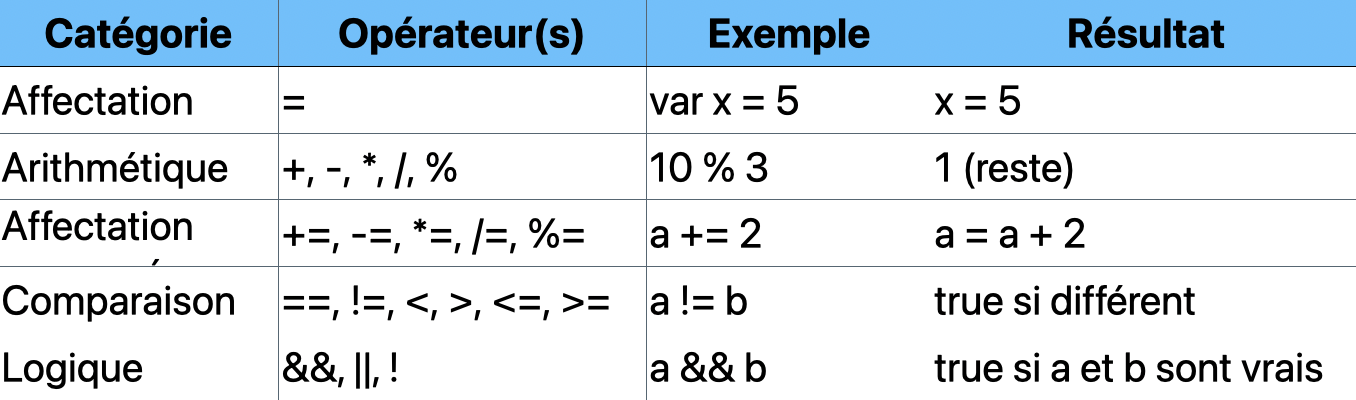 Catégorie Opérateur(s) Exemple Résultat
Affectation = var x = 5 x = 5
Arithmétique +, -, *, /, % 10 % 3 1 (reste)
Affectation +=, -=, *=, /=, %= a += 2 a = a + 2
Comparaison ==, !=, <, >, <=, >= a != b true si différent
Logique &&, ||, ! a && b true si a et b sont vrais